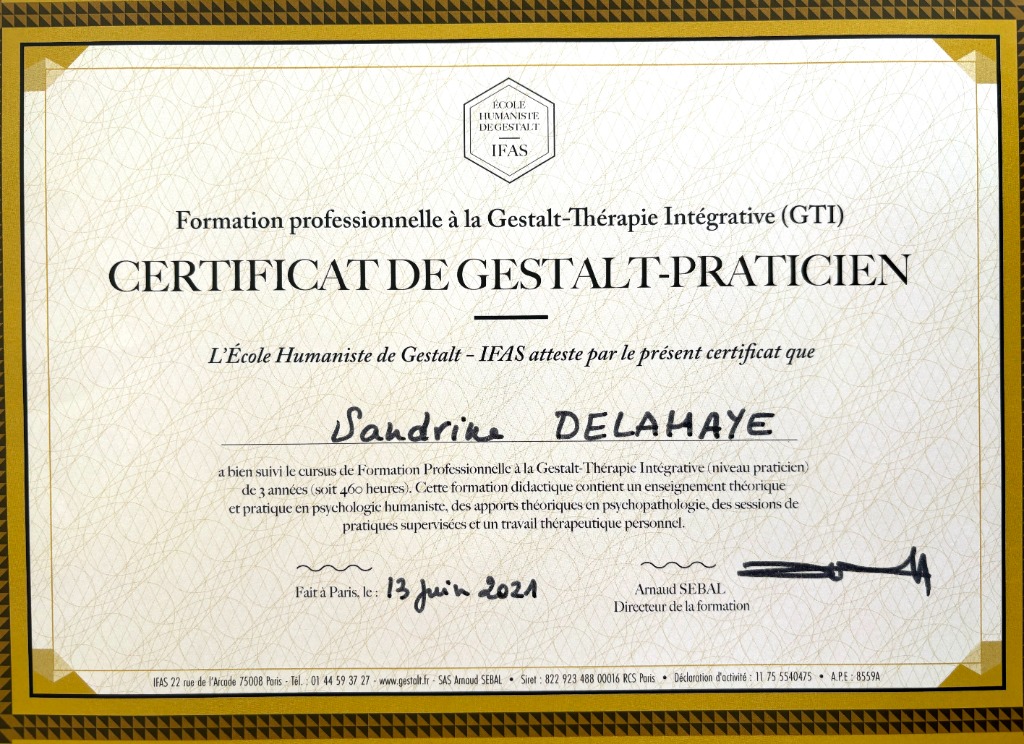 ÉCOLE
HUMANISTE
DE GESTALT
IFAS
Formation professionnelle à la Gestalt-Thérapie Intégrative (GTI)
CERTIFICAT DE GESTALT-PRATICIEN
L'École Humaniste de Gestalt – IFAS atteste par le présent certificat que
Sandrine DELAHAYE
a bien suivi le cursus de Formation Professionnelle à la Gestalt-Thérapie Intégrative (niveau praticien)
de 3 années (soit 460 heures). Cette formation didactique contient un enseignement théorique
et pratique en psychologie humaniste, des apports théoriques en psychopathologie, des sessions de
pratiques supervisées et un travail thérapeutique personnel.
Fait à Paris, le : 13 juin 2021
Arnaud SEBAL
Directeur de la formation
IFAS 22 rue de l'Arcade 75008 Paris - Tél. : 01 44 59 37 27 - www.gestalt.fr - SAS Arnaud SEBAL • Siret : 822 923 488 00016 RCS Paris • Déclaration d'activité : 11 75 5540475 • A.P.E : 8559A